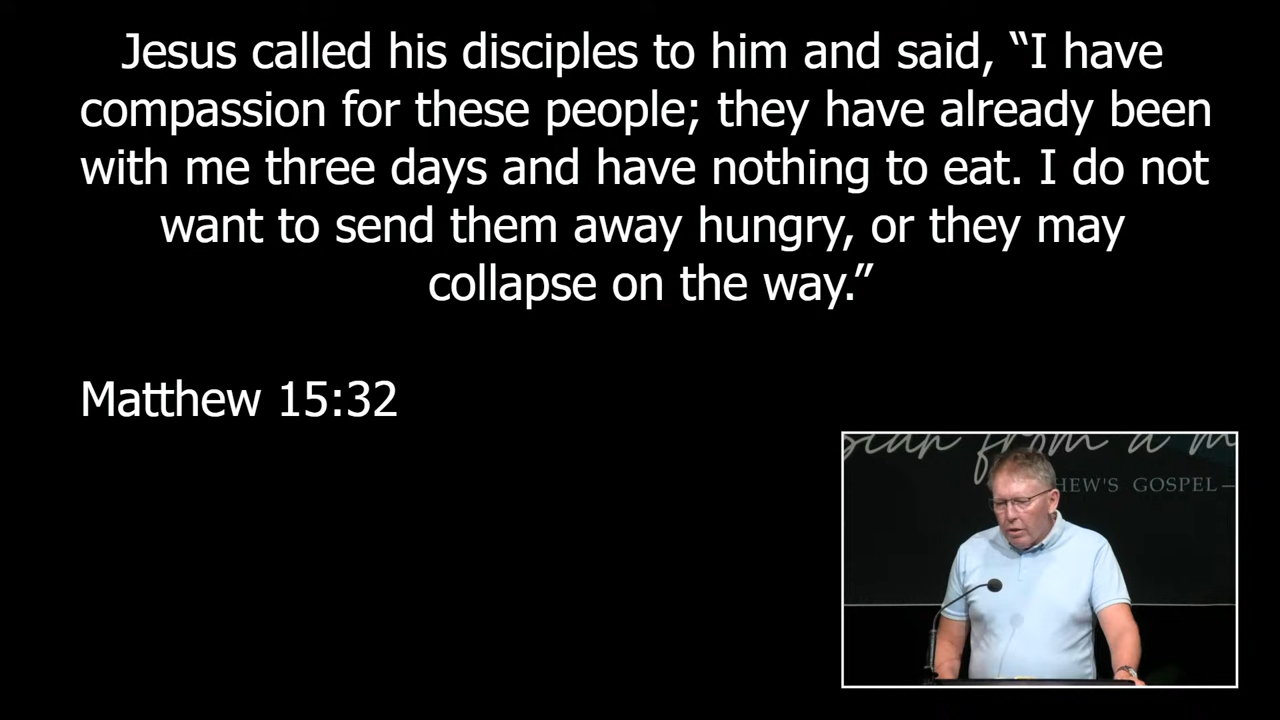 Jesus called his disciples to him and said, “I have
compassion for these people; they have already been
with me three days and have nothing to eat. I do not
want to send them away hungry, or they may
collapse on the way.”
Matthew 15:32
from a
GOSPEL